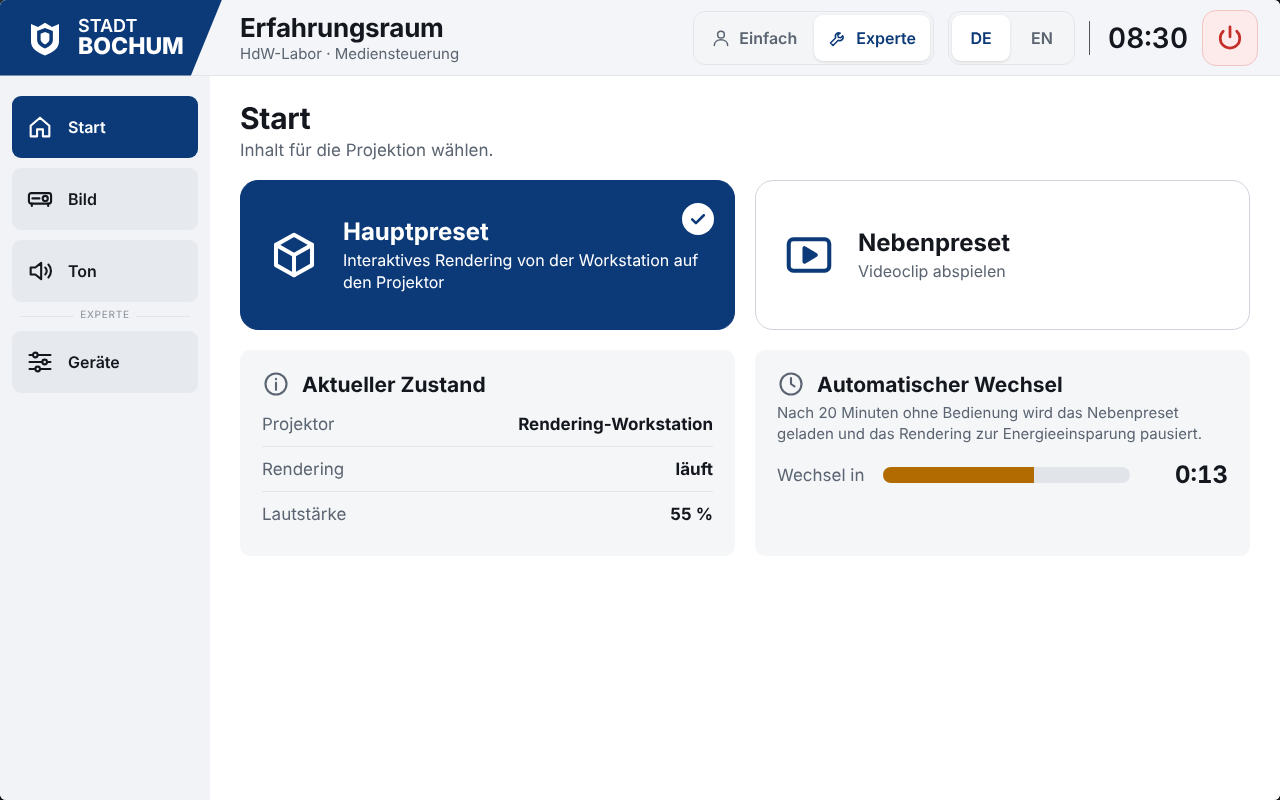 STADT
BOCHUM
Erfahrungsraum
HdW-Labor · Mediensteuerung
Einfach
Experte
DE
EN
08:30
Start
Bild
Ton
EXPERTE
Geräte
Start
Inhalt für die Projektion wählen.
Hauptpreset
Interaktives Rendering von der Workstation auf
den Projektor
Nebenpreset
Videoclip abspielen
Aktueller Zustand
Projektor Rendering-Workstation
Rendering läuft
Lautstärke 55 %
Automatischer Wechsel
Nach 20 Minuten ohne Bedienung wird das Nebenpreset
geladen und das Rendering zur Energieeinsparung pausiert.
Wechsel in 0:13